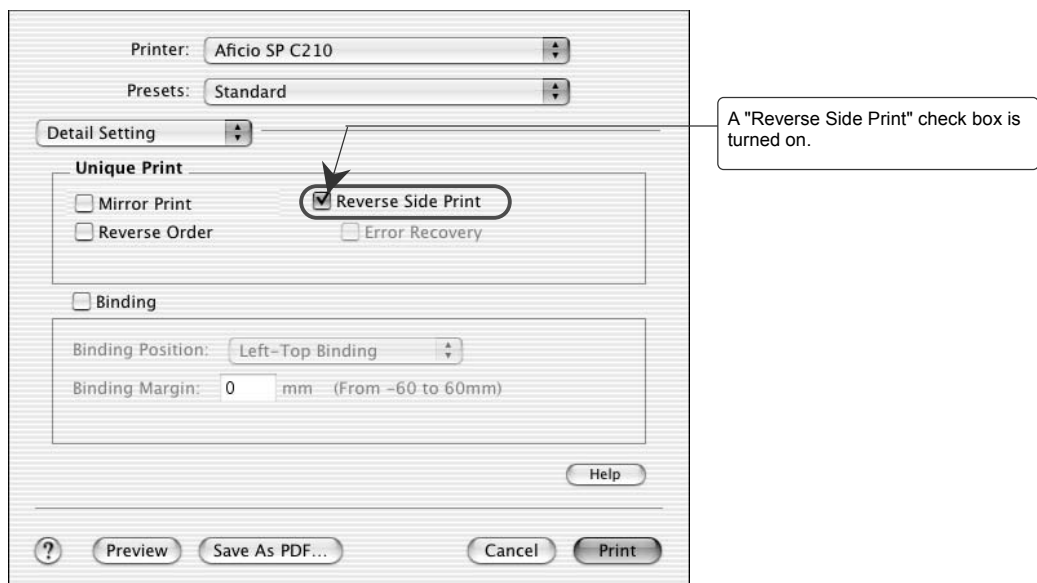 Printer: Aficio SP C210
Presets: Standard
Detail Setting
A "Reverse Side Print" check box is
turned on.
Unique Print
Mirror Print Reverse Side Print
Reverse Order Error Recovery
Binding
Binding Position: Left-Top Binding
Binding Margin: 0 mm (From -60 to 60mm)
Help
? Preview Save As PDF... Cancel Print